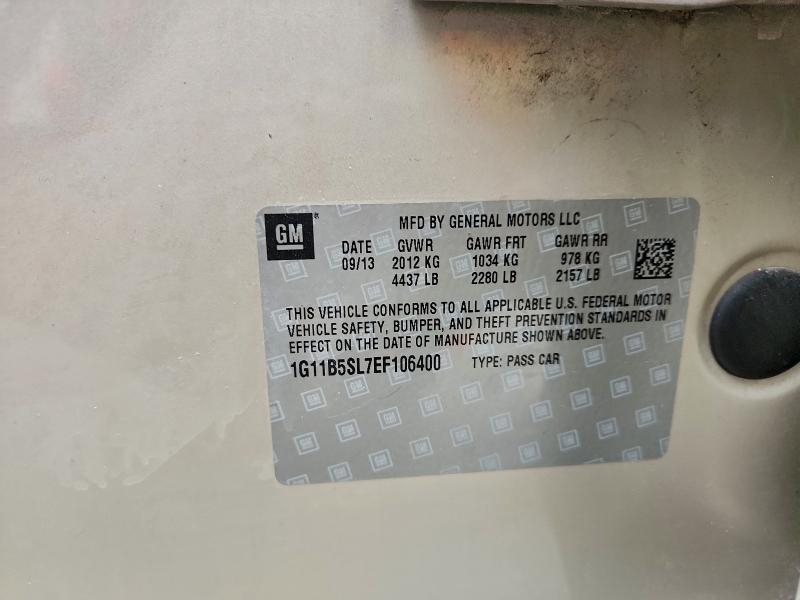 GM
MFD BY GENERAL MOTORS LLC
DATE GVWR GAWR FRT GAWR RR
09/13 2012 KG 1034 KG 978 KG
4437 LB 2280 LB 2157 LB
THIS VEHICLE CONFORMS TO ALL APPLICABLE U.S. FEDERAL MOTOR
VEHICLE SAFETY, BUMPER, AND THEFT PREVENTION STANDARDS IN
EFFECT ON THE DATE OF MANUFACTURE SHOWN ABOVE.
1G11B5SL7EF106400 TYPE: PASS CAR